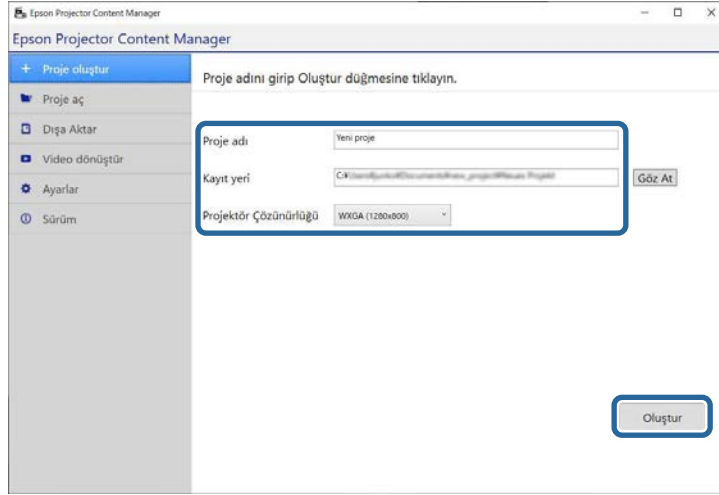 Epson Projector Content Manager
Epson Projector Content Manager
+ Proje oluştur
Proje aç
Dışa Aktar
Video dönüştür
Ayarlar
Sürüm
Proje adını girip Oluştur düğmesine tıklayın.
Proje adı
Yeni proje
Kayıt yeri
Göz At
Projektör Çözünürlüğü
WXGA (1280x800)
Oluştur